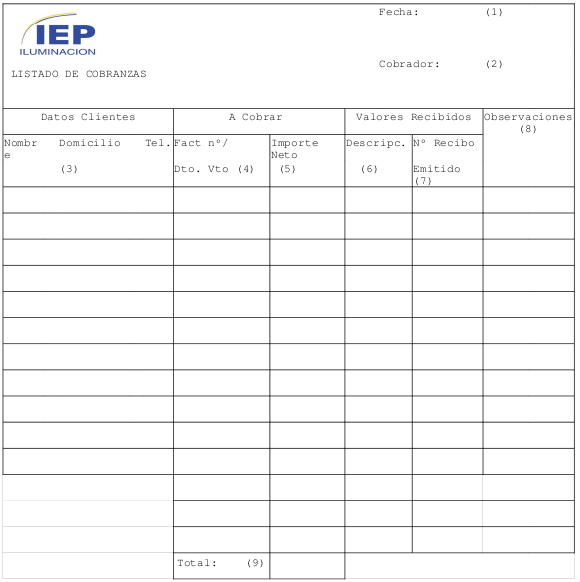 Fecha: (1)
IEP
ILUMINACION
Cobrador: (2)
LISTADO DE COBRANZAS
Datos Clientes A Cobrar Valores Recibidos Observaciones
(8)
Nombr Domicilio Tel. Fact nº/ Importe Descripc. Nº Recibo
e Neto
(3) Dto. Vto (4) (5) (6) Emitido
(7)
Total: (9)